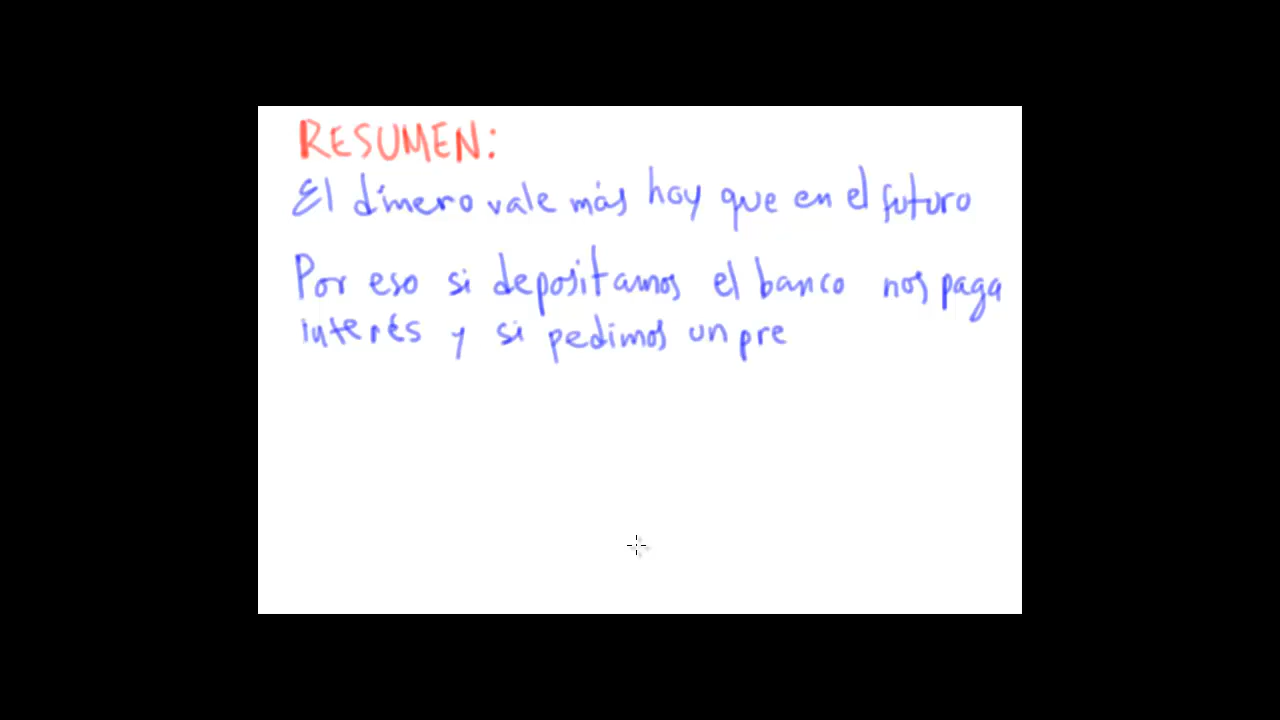 RESUMEN:
El dinero vale más hoy que en el futuro
Por eso si depositamos el banco nos paga
interés y si pedimos un pre